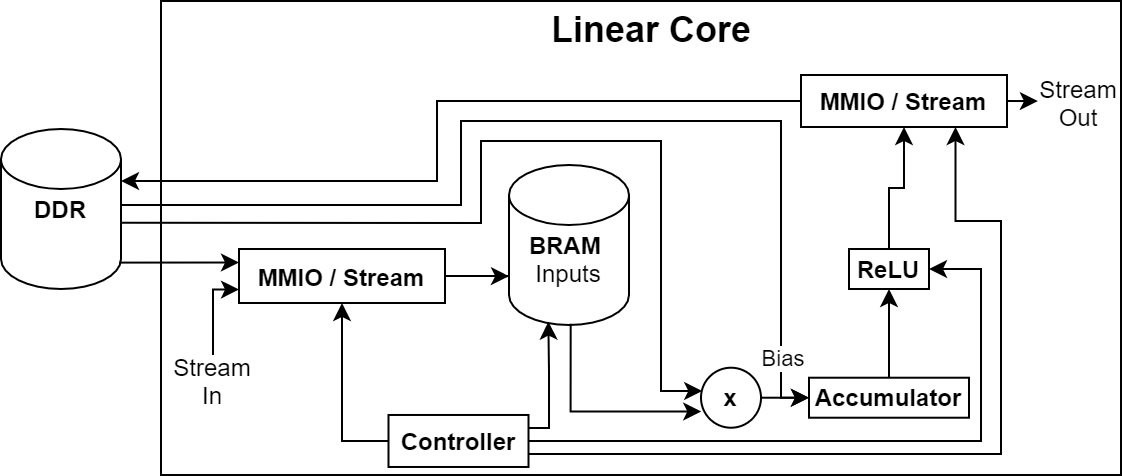 Linear Core
MMIO / Stream
Stream
Out
DDR
BRAM
Inputs
MMIO / Stream
ReLU
Stream
In
Bias
x
Accumulator
Controller